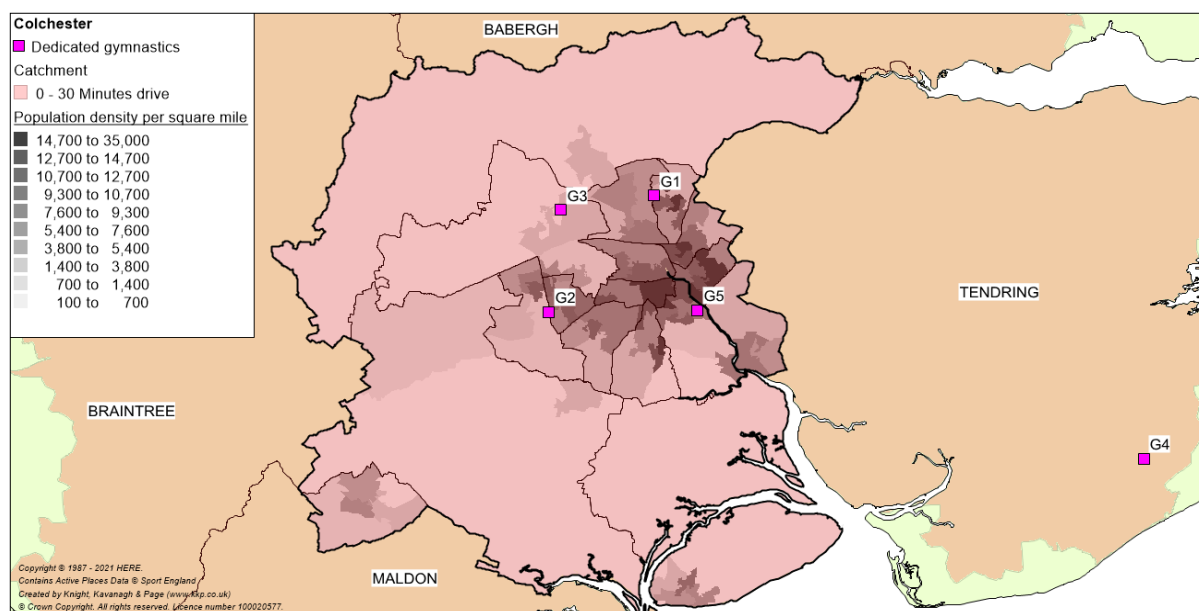 Colchester
Dedicated gymnastics
Catchment
0 - 30 Minutes drive
Population density per square mile
14,700 to 35,000
12,700 to 14,700
10,700 to 12,700
9,300 to 10,700
7,600 to 9,300
5,400 to 7,600
3,800 to 5,400
1,400 to 3,800
700 to 1,400
100 to 700
BABERGH
G1
G3
G2
G5
TENDRING
BRAINTREE
G4
MALDON
Copyright © 1987 - 2021 HERE.
Contains Active Places Data © Sport England
Created by Knight, Kavanagh & Page (www.kkp.co.uk)
© Crown Copyright. All rights reserved. Licence number 100020577.